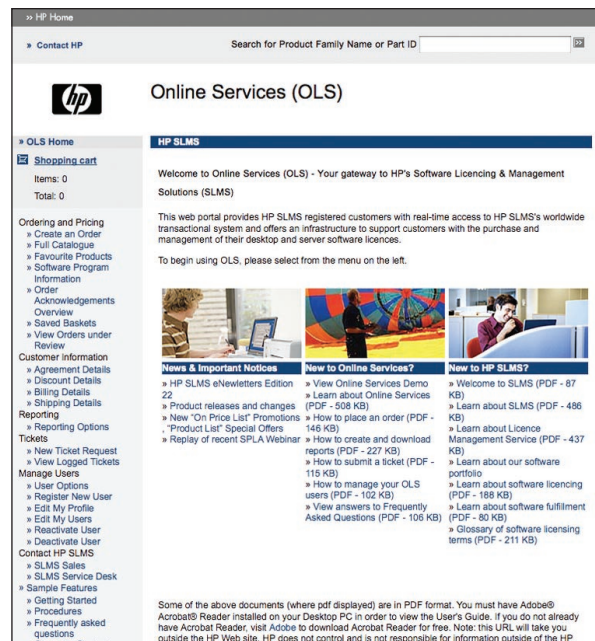 » HP Home
» Contact HP
Search for Product Family Name or Part ID
»
hp
Online Services (OLS)
» OLS Home
Shopping cart
Items: 0
Total: 0
Ordering and Pricing
» Create an Order
» Full Catalogue
» Favourite Products
» Software Program
Information
» Order
Acknowledgements
Overview
» Saved Baskets
» View Orders under
Review
Customer Information
» Agreement Details
» Discount Details
» Billing Details
» Shipping Details
Reporting
» Reporting Options
Tickets
» New Ticket Request
» View Logged Tickets
Manage Users
» User Options
» Register New User
» Edit My Profile
» Edit My Users
» Reactivate User
» Deactivate User
Contact HP SLMS
» SLMS Sales
» SLMS Service Desk
» Sample Features
» Getting Started
» Procedures
» Frequently asked
questions
HP SLMS
Welcome to Online Services (OLS) - Your gateway to HP's Software Licencing & Management
Solutions (SLMS)
This web portal provides HP SLMS registered customers with real-time access to HP SLMS's worldwide
transactional system and offers an infrastructure to support customers with the purchase and
management of their desktop and server software licences.
To begin using OLS, please select from the menu on the left.
News & Important Notices
» HP SLMS eNewletters Edition
22
» Product releases and changes
» New "On Price List" Promotions
, "Product List" Special Offers
» Replay of recent SPLA Webinar
New to Online Services?
» View Online Services Demo
» Learn about Online Services
(PDF - 508 KB)
» How to place an order (PDF -
146 KB)
» How to create and download
reports (PDF - 227 KB)
» How to submit a ticket (PDF -
115 KB)
» How to manage your OLS
users (PDF - 102 KB)
» View answers to Frequently
Asked Questions (PDF - 106 KB)
New to HP SLMS?
» Welcome to SLMS (PDF - 87
KB)
» Learn about SLMS (PDF - 486
KB)
» Learn about Licence
Management Service (PDF - 437
KB)
» Learn about our software
portfolio
» Learn about software licencing
(PDF - 188 KB)
» Learn about software fulfillment
(PDF - 80 KB)
» Glossary of software licensing
terms (PDF - 211 KB)
Some of the above documents (where pdf displayed) are in PDF format. You must have Adobe®
Acrobat® Reader installed on your Desktop PC in order to view the User's Guide. If you do not already
have Acrobat Reader, visit Adobe to download Acrobat Reader for free. Note: this URL will take you
outside the HP Web site. HP does not control and is not responsible for information outside of the HP